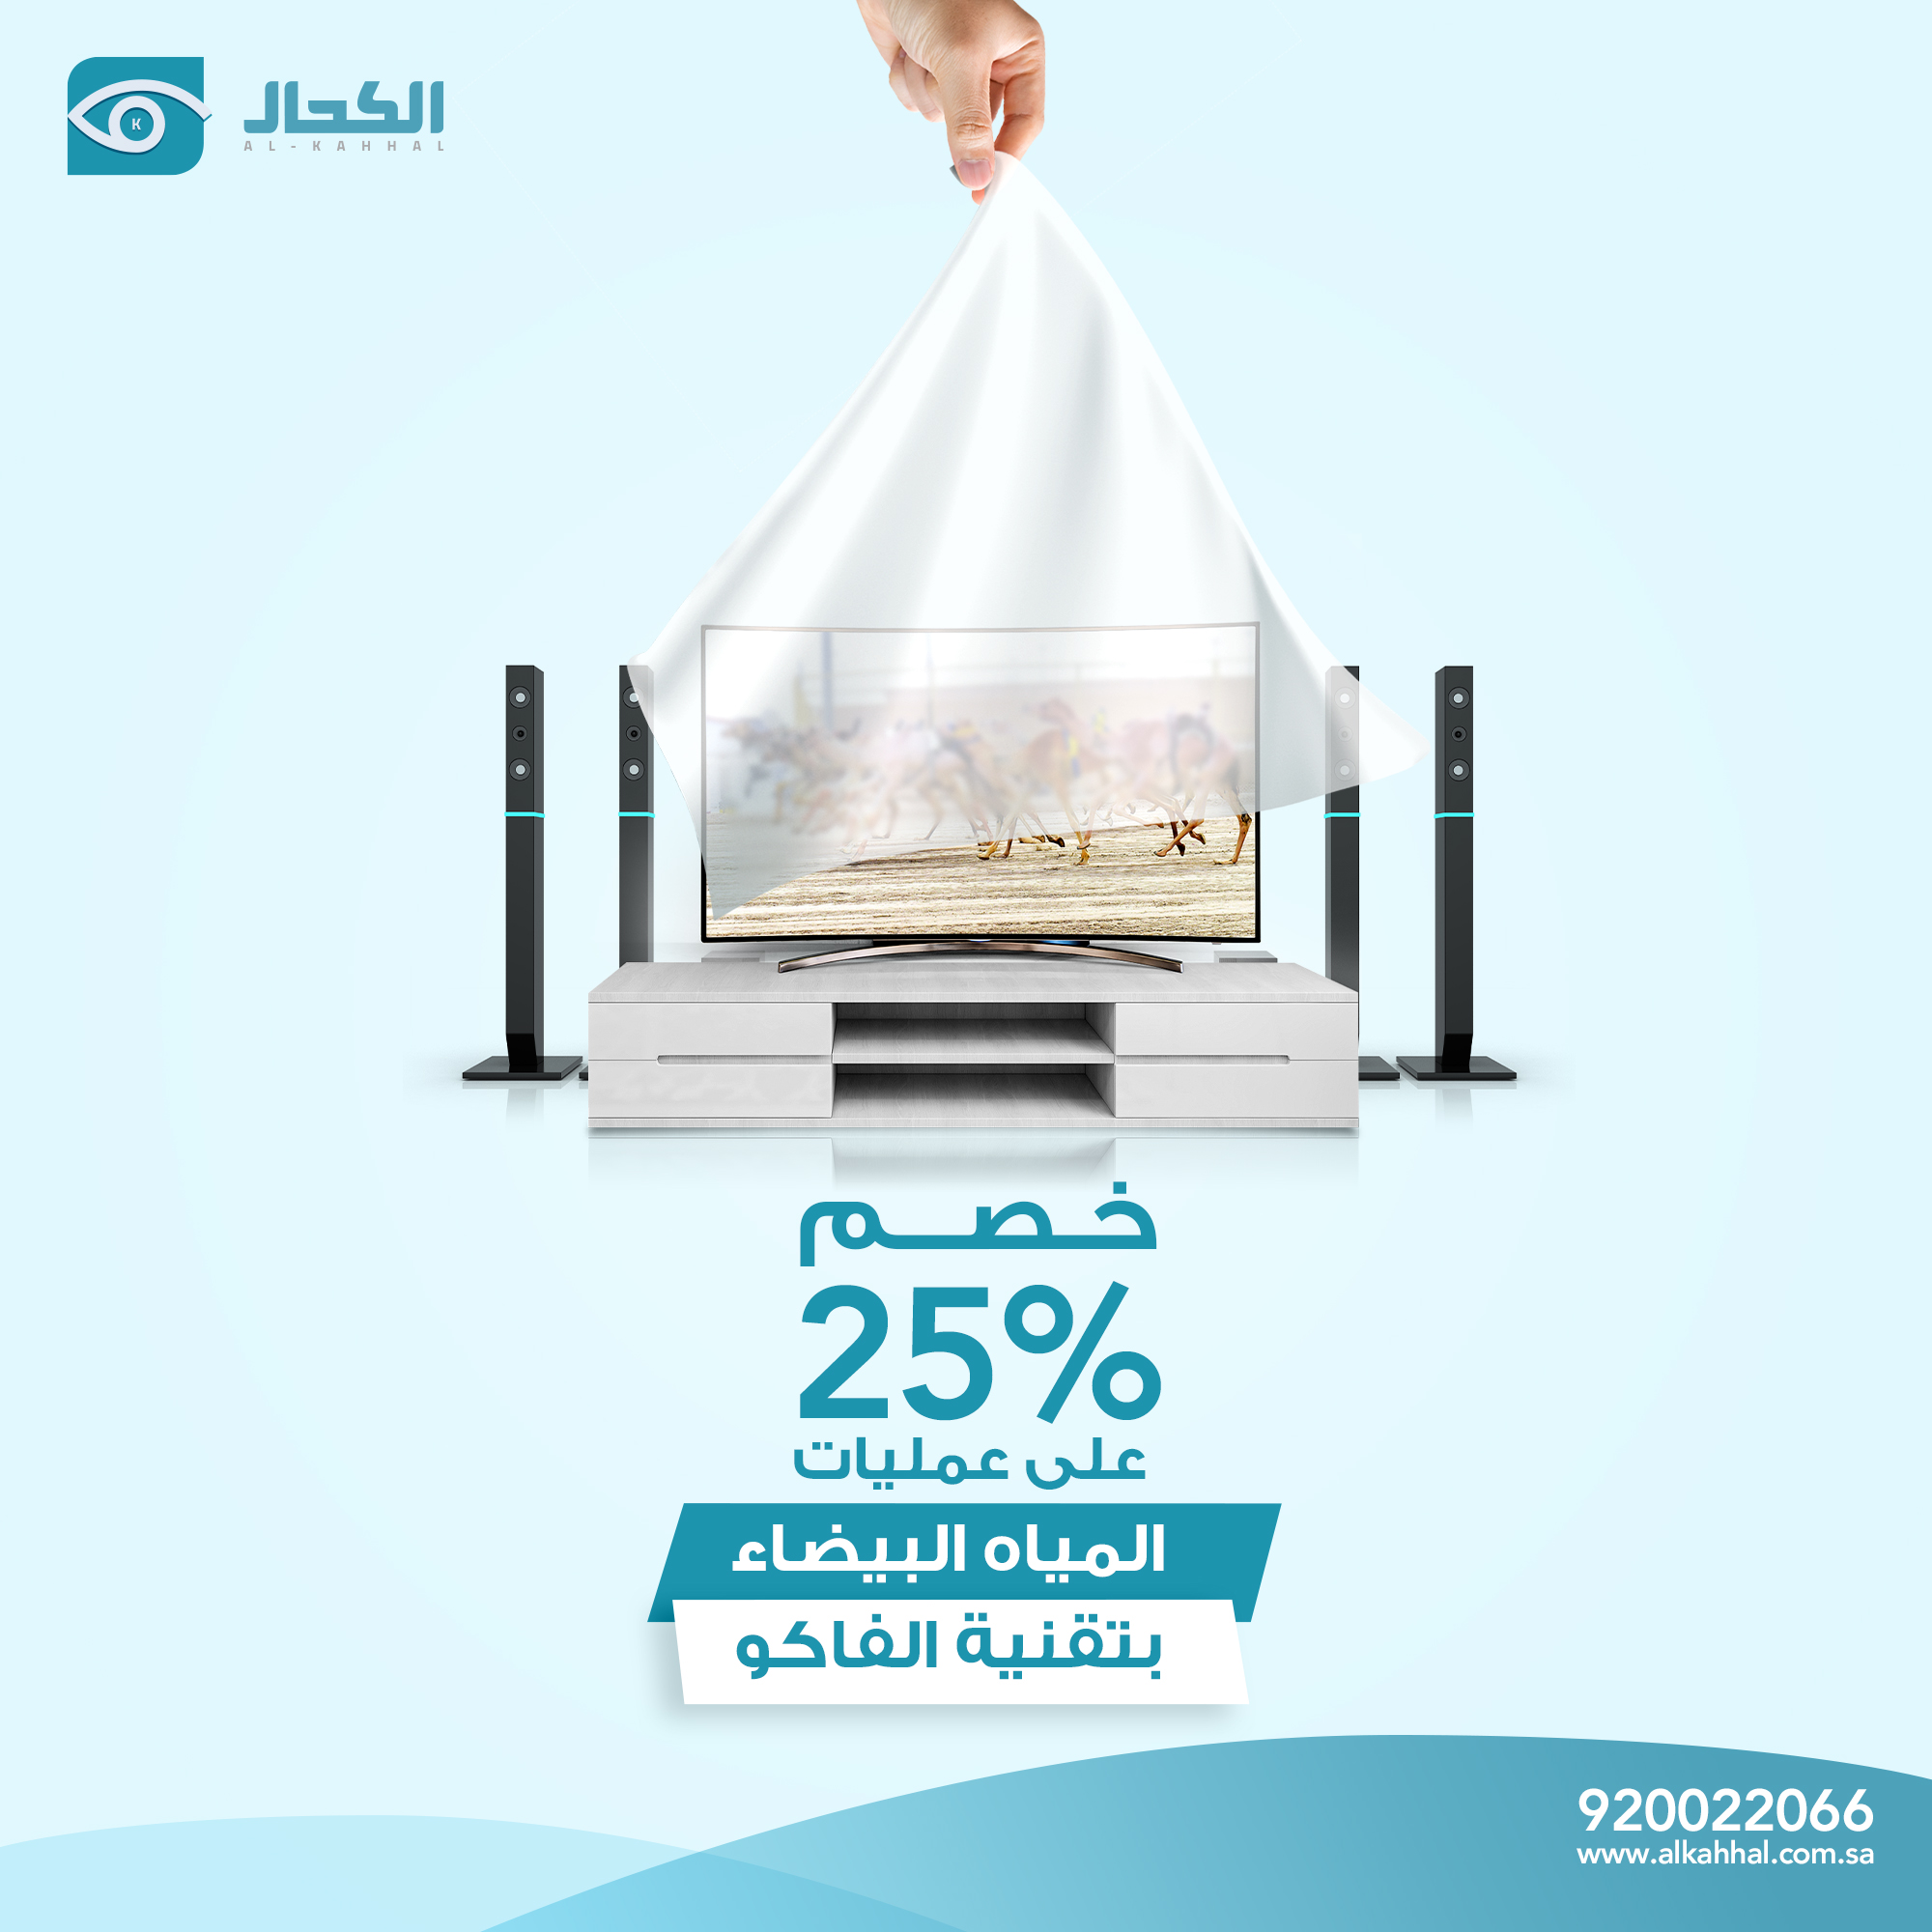 K
الكحال
AL-KAHHAL
خصم
25%
على عمليات
المياه البيضاء
بتقنية الفاكو
920022066
www.alkahhal.com.sa